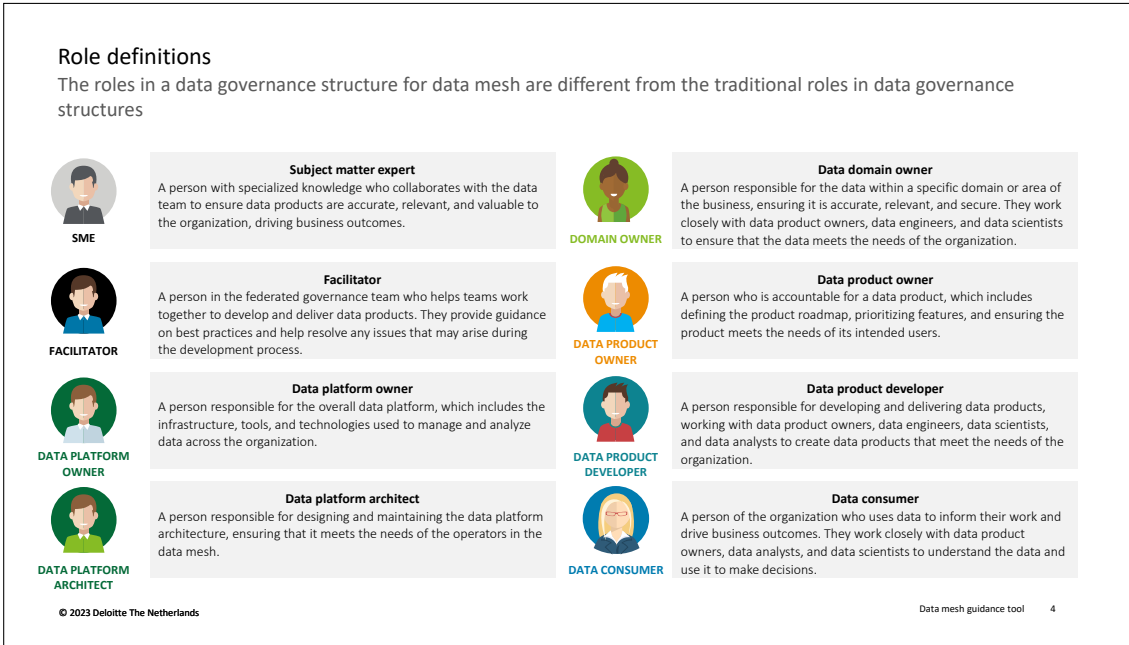 Role definitions
The roles in a data governance structure for data mesh are different from the traditional roles in data governance
structures
SME
Subject matter expert
A person with specialized knowledge who collaborates with the data
team to ensure data products are accurate, relevant, and valuable to
the organization, driving business outcomes.
DOMAIN OWNER
Data domain owner
A person responsible for the data within a specific domain or area of
the business, ensuring it is accurate, relevant, and secure. They work
closely with data product owners, data engineers, and data scientists
to ensure that the data meets the needs of the organization.
FACILITATOR
Facilitator
A person in the federated governance team who helps teams work
together to develop and deliver data products. They provide guidance
on best practices and help resolve any issues that may arise during
the development process.
DATA PRODUCT
OWNER
Data product owner
A person who is accountable for a data product, which includes
defining the product roadmap, prioritizing features, and ensuring the
product meets the needs of its intended users.
DATA PLATFORM
OWNER
Data platform owner
A person responsible for the overall data platform, which includes the
infrastructure, tools, and technologies used to manage and analyze
data across the organization.
DATA PRODUCT
DEVELOPER
Data product developer
A person responsible for developing and delivering data products,
working with data product owners, data engineers, data scientists,
and data analysts to create data products that meet the needs of the
organization.
DATA PLATFORM
ARCHITECT
Data platform architect
A person responsible for designing and maintaining the data platform
architecture, ensuring that it meets the needs of the operators in the
data mesh.
DATA CONSUMER
Data consumer
A person of the organization who uses data to inform their work and
drive business outcomes. They work closely with data product
owners, data analysts, and data scientists to understand the data and
use it to make decisions.
© 2023 Deloitte The Netherlands
Data mesh guidance tool 4